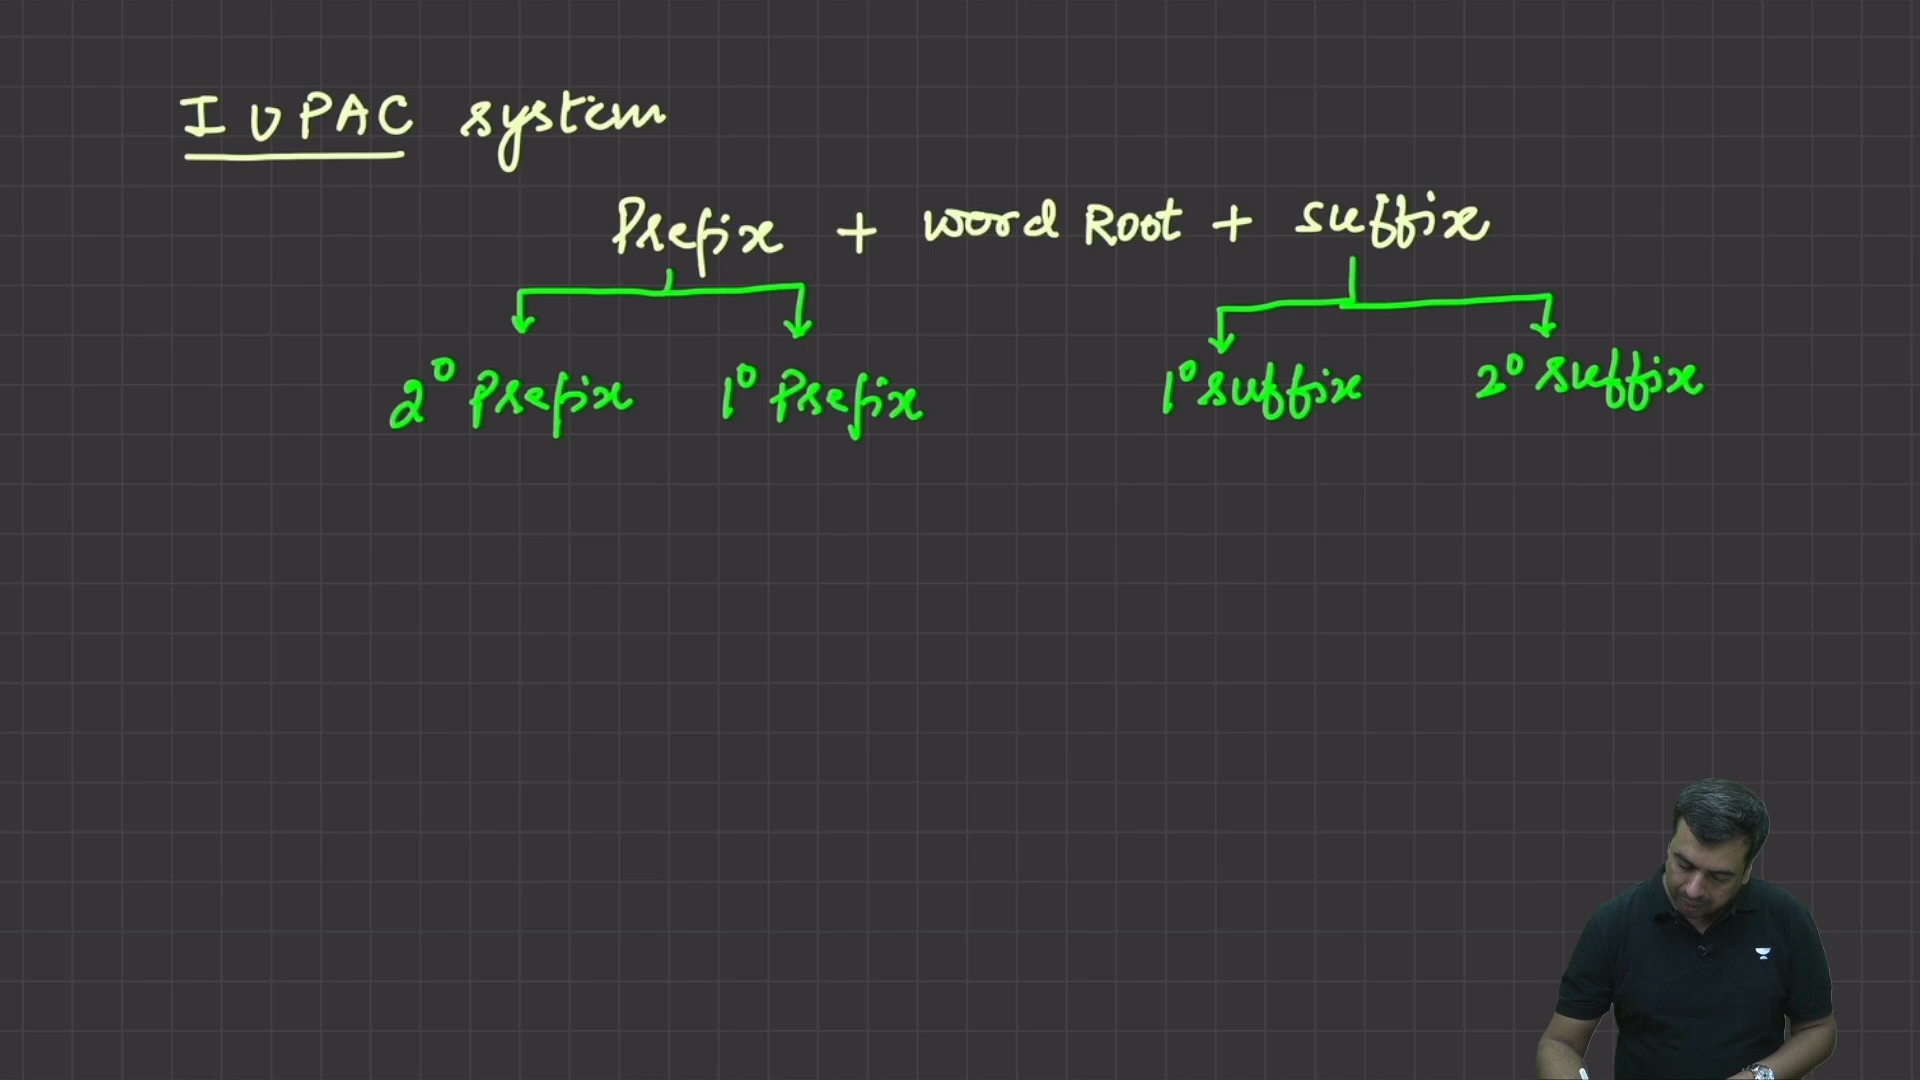 IUPAC system
Prefix + word Root + suffix
2° Prefix 1° Prefix 1° suffix 2° suffix